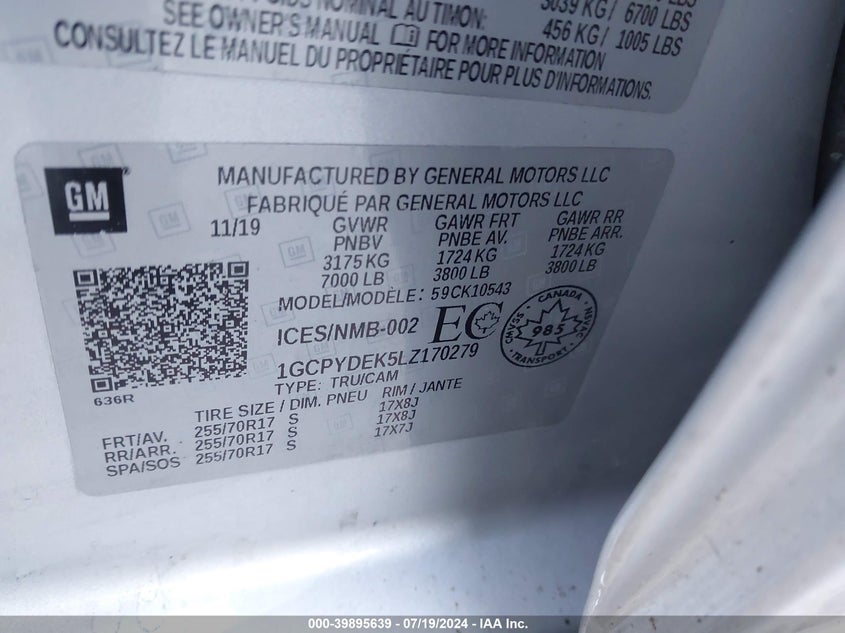 3039 KG / 6700 LBS
POIDS NOMINAL AU TIMON: 456 KG / 1005 LBS
SEE OWNER'S MANUAL FOR MORE INFORMATION
CONSULTEZ LE MANUEL DU PROPRIÉTAIRE POUR PLUS D'INFORMATIONS.
GM
MANUFACTURED BY GENERAL MOTORS LLC
FABRIQUÉ PAR GENERAL MOTORS LLC
11/19 GVWR GAWR FRT GAWR RR
PNBV PNBE AV. PNBE ARR.
3175 KG 1724 KG 1724 KG
7000 LB 3800 LB 3800 LB
MODEL/MODÈLE: 59CK10543
ICES/NMB-002 EC
CANADA
985
TRANSPORT
1GCPYDEK5LZ170279
TYPE: TRU/CAM
636R
TIRE SIZE / DIM. PNEU RIM / JANTE
FRT/AV. 255/70R17 S 17X8J
RR/ARR. 255/70R17 S 17X8J
SPA/SOS 255/70R17 S 17X7J
000-39895639 / 07/19/2024 - IAA Inc.